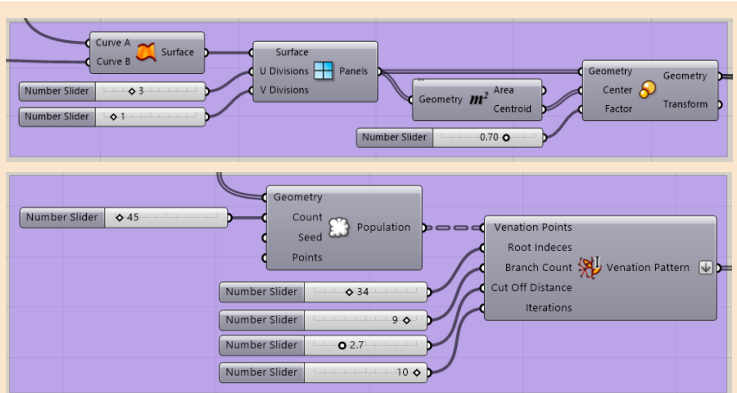 Curve A
Curve B
Surface
Surface
U Divisions
V Divisions
Panels
Number Slider 3
Number Slider 1
Geometry
m²
Area
Centroid
Geometry
Center
Factor
Geometry
Transform
Number Slider 0.70
Geometry
Count
Seed
Points
Population
Number Slider 45
Venation Points
Root Indeces
Branch Count
Cut Off Distance
Iterations
Venation Pattern
Number Slider 34
Number Slider 9
Number Slider 2.7
Number Slider 10